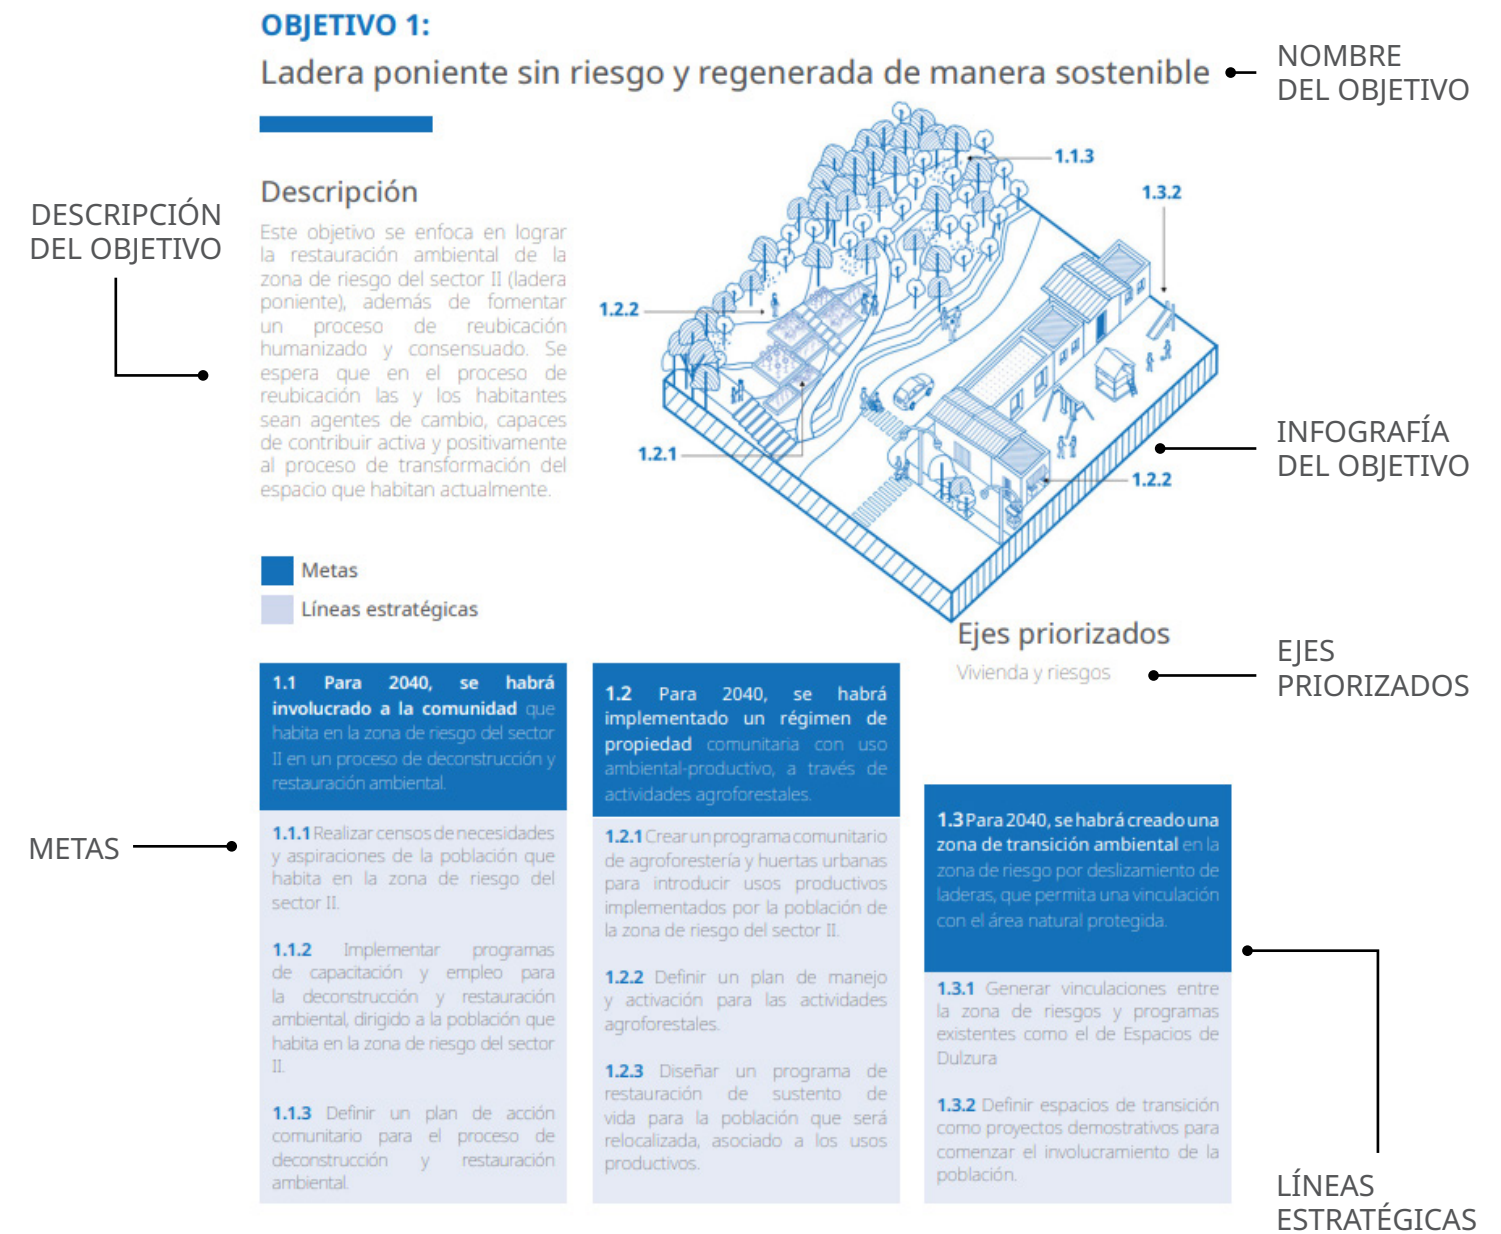 OBJETIVO 1:
Ladera poniente sin riesgo y regenerada de manera sostenible
NOMBRE
DEL OBJETIVO
DESCRIPCIÓN
DEL OBJETIVO
Descripción
Este objetivo se enfoca en lograr
la restauración ambiental de la
zona de riesgo del sector II (ladera
poniente), además de fomentar
un proceso de reubicación
humanizado y consensuado. Se
espera que en el proceso de
reubicación las y los habitantes
sean agentes de cambio, capaces
de contribuir activa y positivamente
al proceso de transformación del
espacio que habitan actualmente.
1.1.3
1.3.2
1.2.2
1.2.1
1.2.2
INFOGRAFÍA
DEL OBJETIVO
Metas
Líneas estratégicas
Ejes priorizados
Vivienda y riesgos
EJES
PRIORIZADOS
METAS
1.1 Para 2040, se habrá
involucrado a la comunidad que
habita en la zona de riesgo del sector
II en un proceso de deconstrucción y
restauración ambiental.
1.1.1 Realizar censos de necesidades
y aspiraciones de la población que
habita en la zona de riesgo del
sector II.
1.1.2 Implementar programas
de capacitación y empleo para
la deconstrucción y restauración
ambiental, dirigido a la población que
habita en la zona de riesgo del sector
II.
1.1.3 Definir un plan de acción
comunitario para el proceso de
deconstrucción y restauración
ambiental.
1.2 Para 2040, se habrá
implementado un régimen de
propiedad comunitaria con uso
ambiental-productivo, a través de
actividades agroforestales.
1.2.1 Crear un programa comunitario
de agroforestería y huertas urbanas
para introducir usos productivos
implementados por la población de
la zona de riesgo del sector II.
1.2.2 Definir un plan de manejo
y activación para las actividades
agroforestales.
1.2.3 Diseñar un programa de
restauración de sustento de
vida para la población que será
relocalizada, asociado a los usos
productivos.
1.3 Para 2040, se habrá creado una
zona de transición ambiental en la
zona de riesgo por deslizamiento de
laderas, que permita una vinculación
con el área natural protegida.
1.3.1 Generar vinculaciones entre
la zona de riesgos y programas
existentes como el de Espacios de
Dulzura
1.3.2 Definir espacios de transición
como proyectos demostrativos para
comenzar el involucramiento de la
población.
LÍNEAS
ESTRATÉGICAS